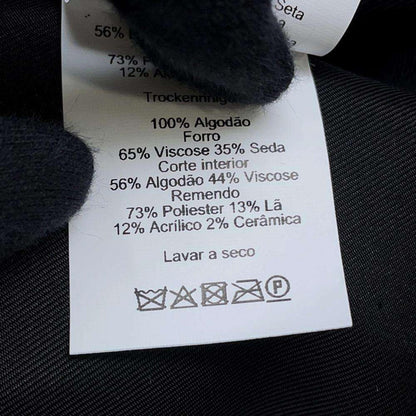 Seta
56%
73% P
12% A
Trockenreinigu
100% Algodão
Forro
65% Viscose 35% Seda
Corte interior
56% Algodão 44% Viscose
Remendo
73% Poliester 13% Lã
12% Acrílico 2% Cerâmica
Lavar a seco
P